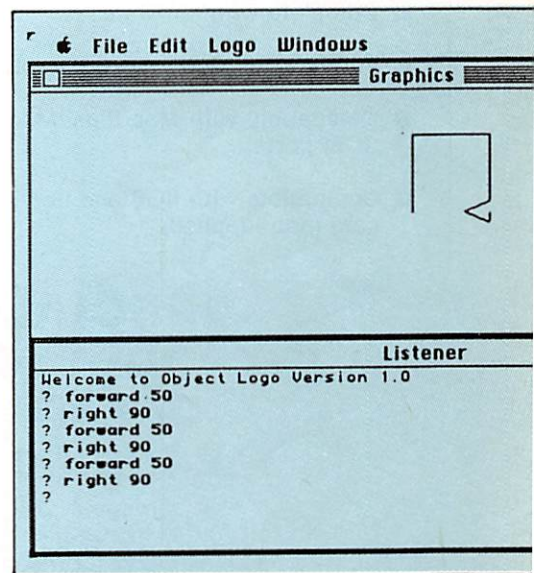 File Edit Logo Windows
Graphics
Listener
Welcome to Object Logo Version 1.0
? forward 50
? right 90
? forward 50
? right 90
? forward 50
? right 90
?